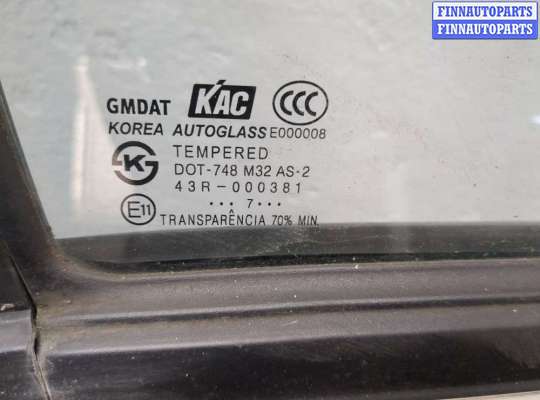 FINNAUTOPARTS
FINNAUTOPARTS
GMDAT KAC CCC
KOREA AUTOGLASS E000008
KS TEMPERED
DOT-748 M32 AS-2
43R-000381
··· 7 ···
E11 TRANSPARÊNCIA 70% MIN.